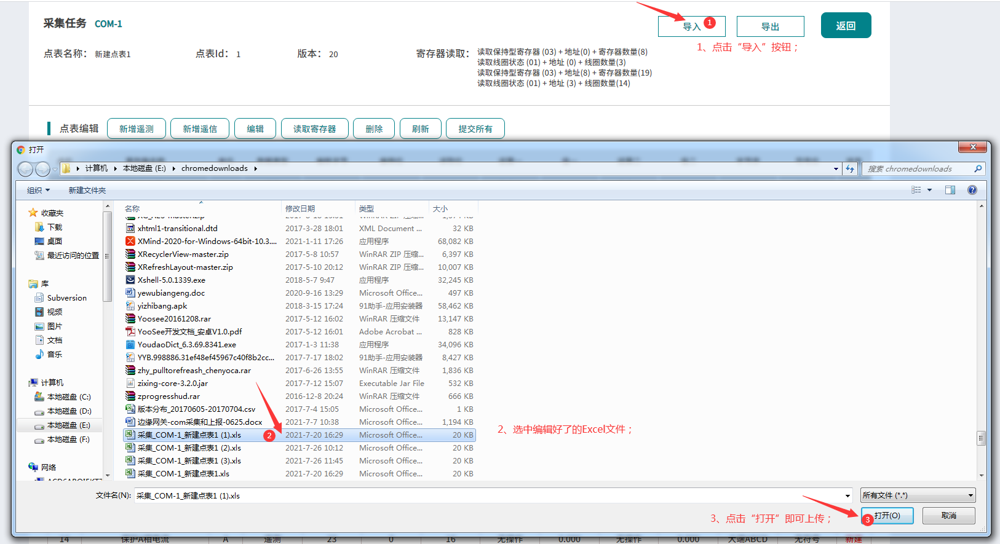 采集任务 COM-1
导入 1
导出
返回
1、点击“导入”按钮；
点表名称： 新建点表1 点表Id： 1 版本： 20 寄存器读取：
读取保持型寄存器 (03) + 地址(0) + 寄存器数量(8)
读取线圈状态 (01) + 地址 (0) + 线圈数量(3)
读取保持型寄存器 (03) + 地址(8) + 寄存器数量(19)
读取线圈状态 (01) + 地址 (3) + 线圈数量(14)
点表编辑 新增遥测 新增遥信 编辑 读取寄存器 删除 刷新 提交所有
打开
计算机 本地磁盘 (E:) chromedownloads
搜索 chromedownloads
组织 新建文件夹
收藏夹
下载
桌面
最近访问的位置
库
Subversion
视频
图片
文档
音乐
计算机
本地磁盘 (C:)
本地磁盘 (D:)
本地磁盘 (E:)
本地磁盘 (F:)
网络
名称 修改日期 类型 大小
xhtml1-transitional.dtd 2017-3-28 18:01 XML Document ... 32 KB
XMind-2020-for-Windows-64bit-10.3.... 2021-1-11 17:26 应用程序 68,082 KB
XRecyclerView-master.zip 2017-5-8 10:57 WinRAR ZIP 压缩... 6,397 KB
XRefreshLayout-master.zip 2017-5-10 20:12 WinRAR ZIP 压缩... 10,007 KB
Xshell-5.0.1339.exe 2018-5-7 9:47 应用程序 32,245 KB
yewubiangeng.doc 2020-9-16 13:29 Microsoft Office... 497 KB
yizhibang.apk 2018-3-15 17:24 91助手-应用安装器 58,462 KB
Yoosee20161208.rar 2017-5-12 16:02 WinRAR 压缩文件 13,147 KB
YooSee开发文档_安卓V1.0.pdf 2017-5-12 16:01 Adobe Acrobat ... 828 KB
YoudaoDict_6.3.69.8341.exe 2017-1-3 11:38 应用程序 34,096 KB
YYB.998886.31ef48ef45967c40f8b2cc... 2017-7-17 18:02 91助手-应用安装器 8,427 KB
zhy_pulltorefreash_chenyoca.rar 2017-6-26 13:55 WinRAR 压缩文件 1,836 KB
zixing-core-3.2.0.jar 2017-7-12 15:07 Executable Jar File 532 KB
zprogresshud.rar 2016-12-8 20:24 WinRAR 压缩文件 666 KB
版本分布_20170605-20170704.csv 2017-7-4 15:05 Microsoft Office... 1 KB
边缘网关-com采集和上报-0625.docx 2021-7-7 10:38 Microsoft Office... 1,194 KB
采集_COM-1_新建点表1 (1).xls 2 2021-7-20 16:29 Microsoft Office... 20 KB
采集_COM-1_新建点表1 (2).xls 2021-7-26 10:12 Microsoft Office... 20 KB
采集_COM-1_新建点表1 (3).xls 2021-7-26 11:45 Microsoft Office... 20 KB
采集_COM-1_新建点表1.xls 2021-7-20 16:29 Microsoft Office... 20 KB
2、选中编辑好了的Excel文件；
文件名(N): 采集_COM-1_新建点表1 (1).xls 所有文件 (*.*)
3、点击“打开”即可上传；
3 打开(O) 取消
14 保护A相电流 A 遥测 23 0 16 无操作 0.000 无操作 0.000 大端ABCD 无符号 新建